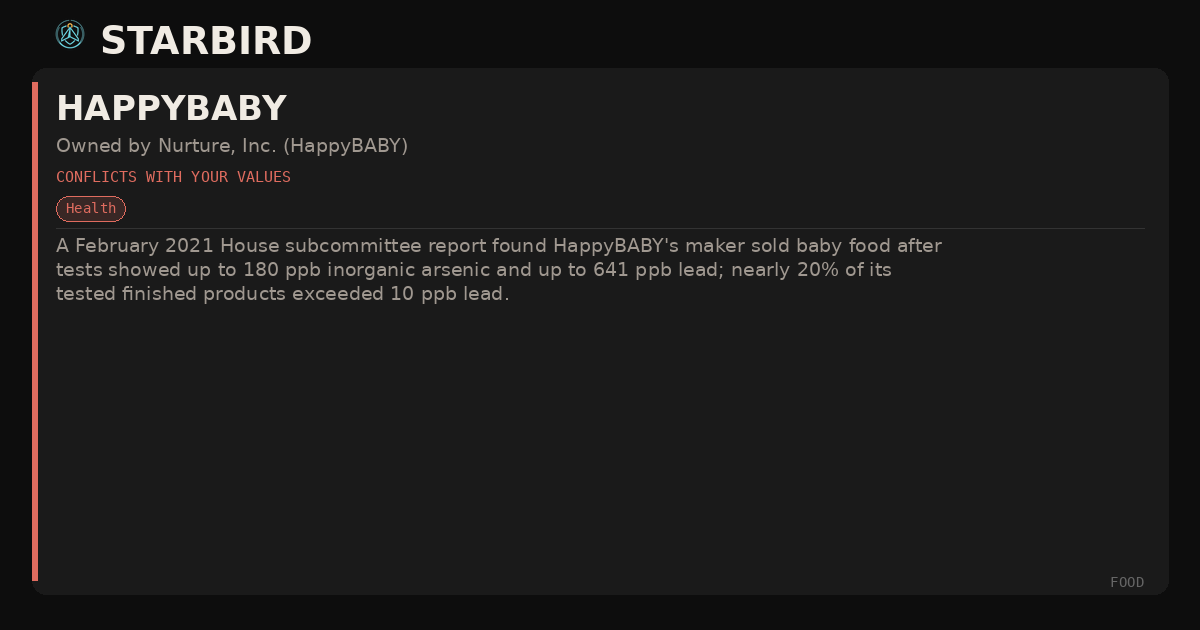 STARBIRD
HAPPYBABY
Owned by Nurture, Inc. (HappyBABY)
CONFLICTS WITH YOUR VALUES
Health
A February 2021 House subcommittee report found HappyBABY's maker sold baby food after
tests showed up to 180 ppb inorganic arsenic and up to 641 ppb lead; nearly 20% of its
tested finished products exceeded 10 ppb lead.
FOOD